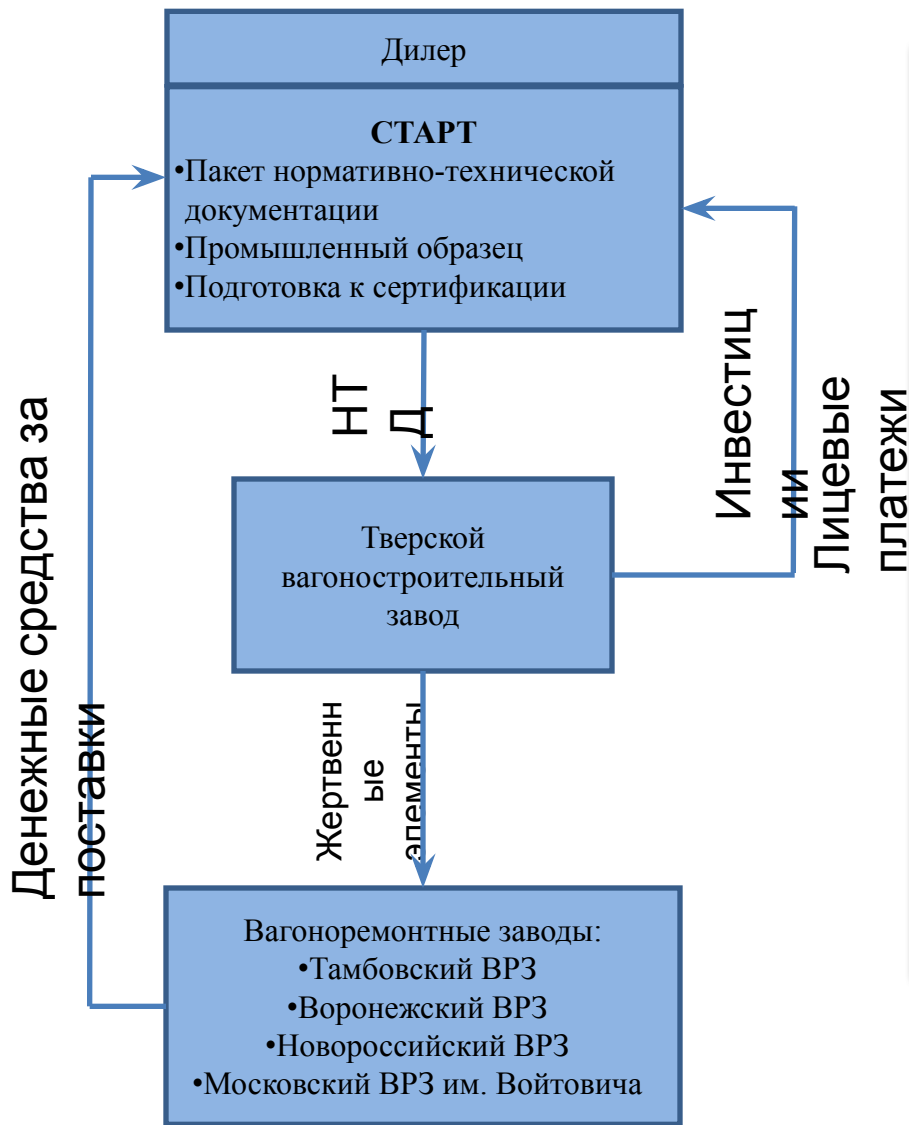 Дилер
СТАРТ
•Пакет нормативно-технической
документации
•Промышленный образец
•Подготовка к сертификации
НТ
Д
Инвестиц
ии
Лицевые
платежи
Денежные средства за
поставки
Тверской
вагоностроительный
завод
Жертвенн
ые
элементы
Вагоноремонтные заводы:
•Тамбовский ВРЗ
•Воронежский ВРЗ
•Новороссийский ВРЗ
•Московский ВРЗ им. Войтовича